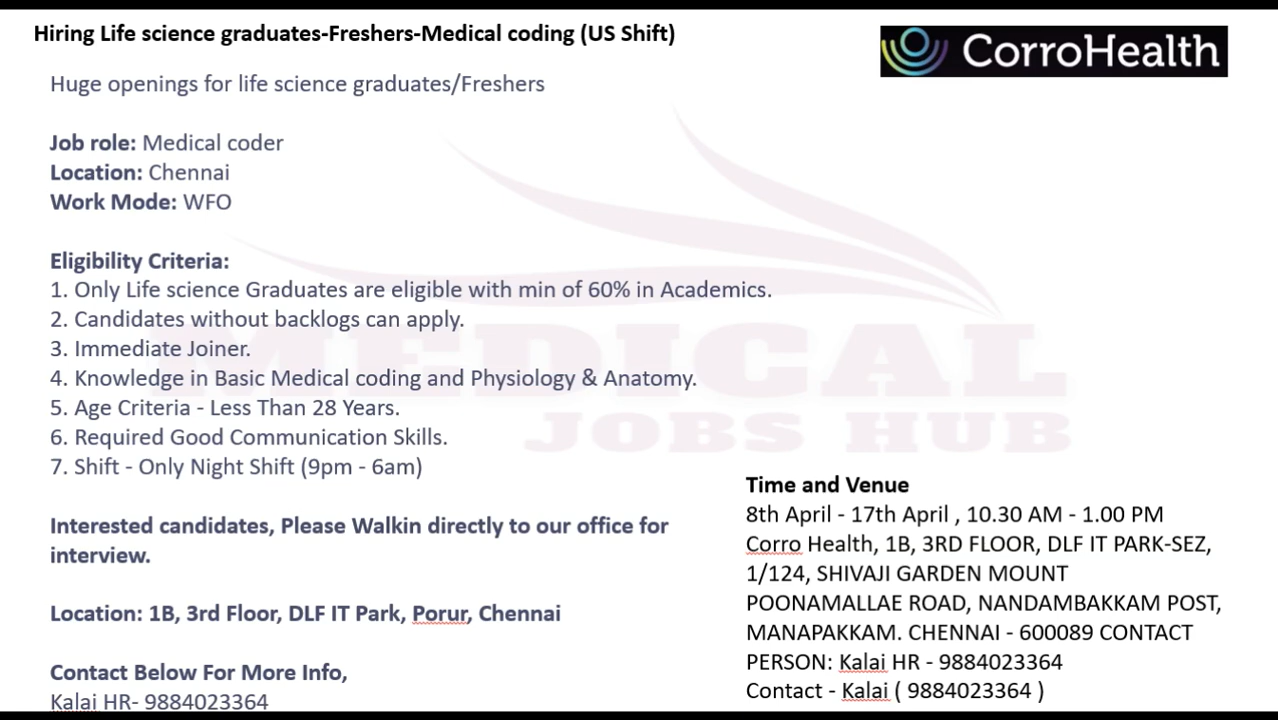 Hiring Life science graduates-Freshers-Medical coding (US Shift)
CorroHealth
Huge openings for life science graduates/Freshers
Job role: Medical coder
Location: Chennai
Work Mode: WFO
Eligibility Criteria:
1. Only Life science Graduates are eligible with min of 60% in Academics.
2. Candidates without backlogs can apply.
3. Immediate Joiner.
4. Knowledge in Basic Medical coding and Physiology & Anatomy.
5. Age Criteria - Less Than 28 Years.
6. Required Good Communication Skills.
7. Shift - Only Night Shift (9pm - 6am)
MEDICAL
JOBS HUB
Interested candidates, Please Walkin directly to our office for
interview.
Location: 1B, 3rd Floor, DLF IT Park, Porur, Chennai
Contact Below For More Info,
Kalai HR- 9884023364
Time and Venue
8th April - 17th April , 10.30 AM - 1.00 PM
Corro Health, 1B, 3RD FLOOR, DLF IT PARK-SEZ,
1/124, SHIVAJI GARDEN MOUNT
POONAMALLAE ROAD, NANDAMBAKKAM POST,
MANAPAKKAM. CHENNAI - 600089 CONTACT
PERSON: Kalai HR - 9884023364
Contact - Kalai ( 9884023364 )